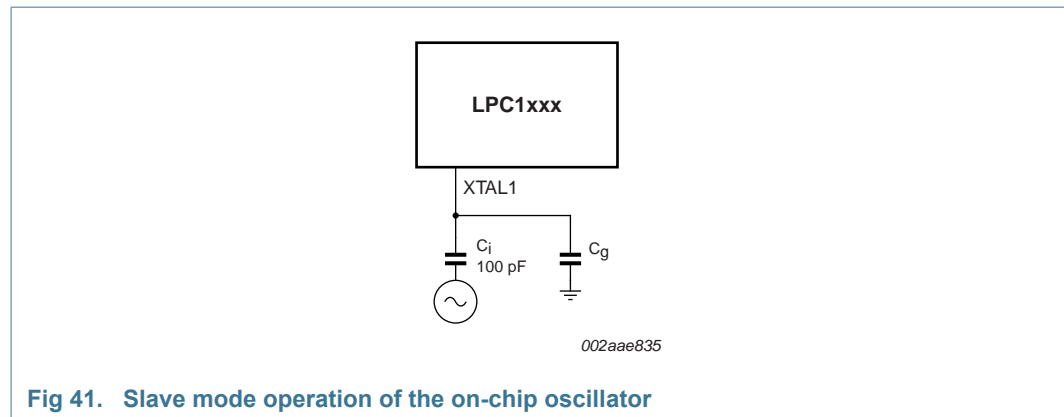 LPC1xxx
XTAL1
Ci
100 pF
Cg
002aae835
Fig 41. Slave mode operation of the on-chip oscillator